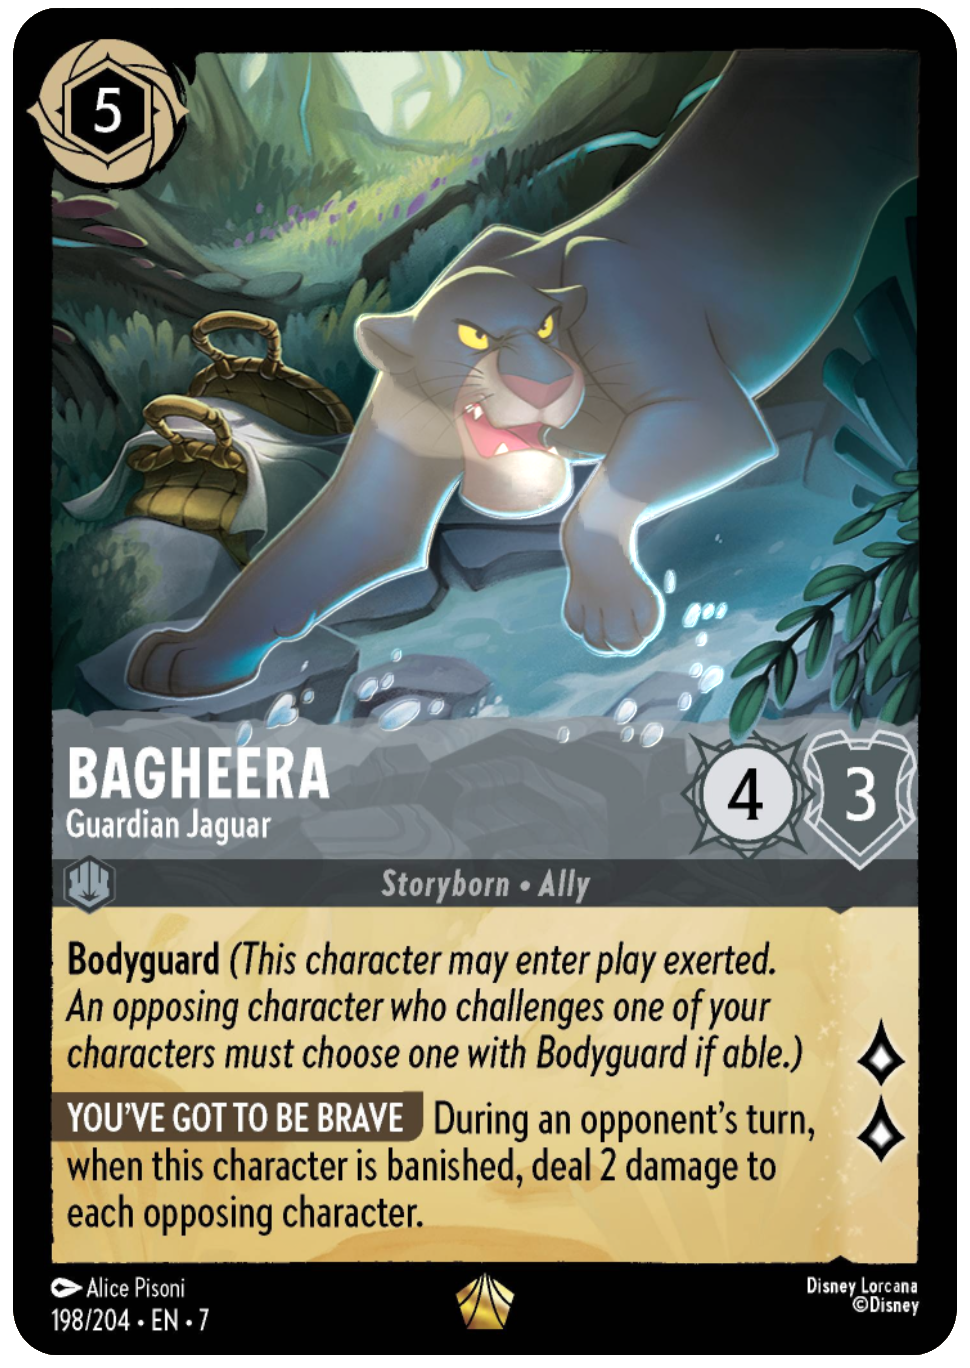 5
BAGHEERA
Guardian Jaguar
4
3
Storyborn • Ally
Bodyguard (This character may enter play exerted.
An opposing character who challenges one of your
characters must choose one with Bodyguard if able.)
YOU'VE GOT TO BE BRAVE During an opponent's turn,
when this character is banished, deal 2 damage to
each opposing character.
Alice Pisoni
198/204 • EN • 7
Disney Lorcana
©Disney